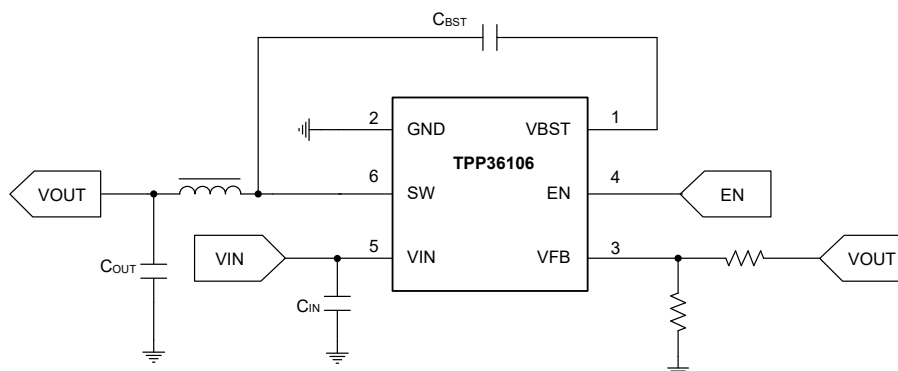 CBST
2 GND VBST 1
TPP36106
VOUT 6 SW EN 4 EN
COUT VIN 5 VIN VFB 3 VOUT
CIN